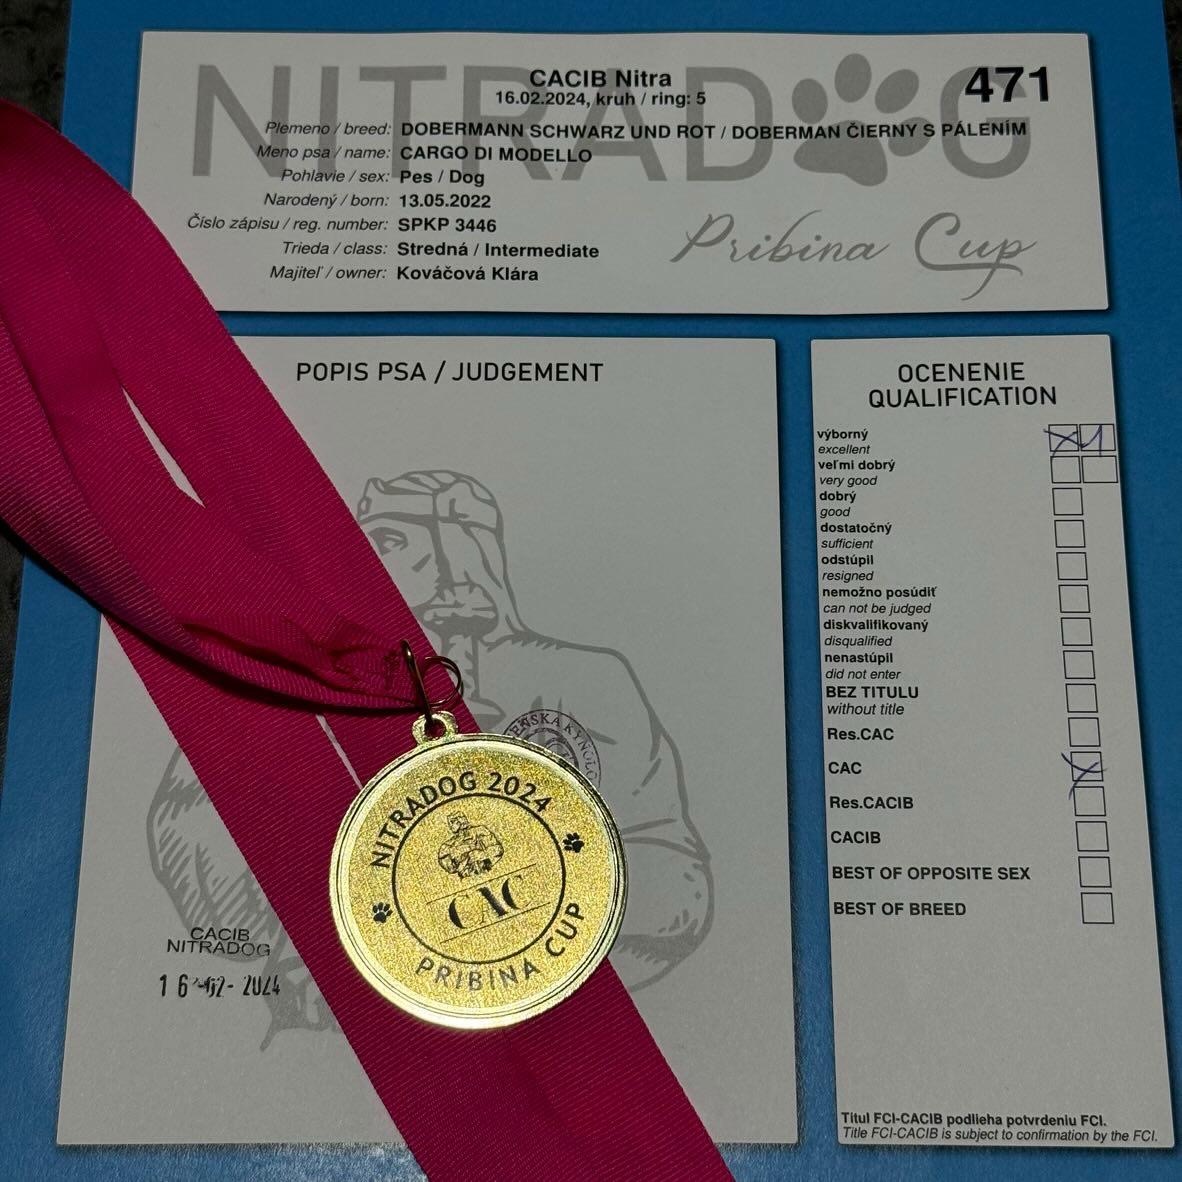 NITRADOG
CACIB Nitra
471
16.02.2024, kruh / ring: 5
Plemeno / breed: DOBERMANN SCHWARZ UND ROT / DOBERMAN ČIERNY S PÁLENÍM
Meno psa / name: CARGO DI MODELLO
Pohlavie / sex: Pes / Dog
Narodený / born: 13.05.2022
Číslo zápisu / reg. number: SPKP 3446
Trieda / class: Stredná / Intermediate
Majiteľ / owner: Kováčová Klára
Pribina Cup
POPIS PSA / JUDGEMENT
OCENENIE
QUALIFICATION
výborný X 1
excellent
veľmi dobrý
very good
dobrý
good
dostatočný
sufficient
odstúpil
resigned
nemožno posúdiť
can not be judged
diskvalifikovaný
disqualified
nenastúpil
did not enter
BEZ TITULU
without title
Res.CAC
CAC X
Res.CACIB
CACIB
BEST OF OPPOSITE SEX
BEST OF BREED
NITRADOG 2024
CAC
PRIBINA CUP
CACIB
NITRADOG
16-02-2024
Titul FCI-CACIB podlieha potvrdeniu FCI.
Title FCI-CACIB is subject to confirmation by the FCI.